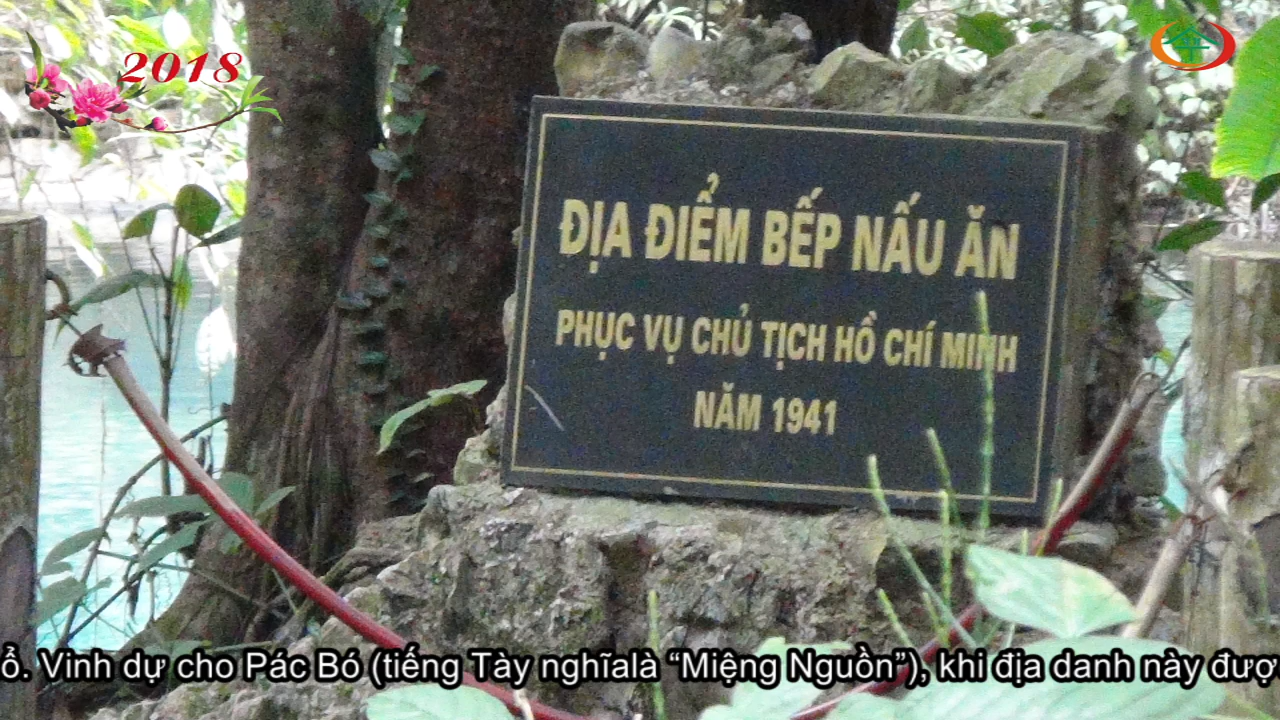 2018
ĐỊA ĐIỂM BẾP NẤU ĂN
PHỤC VỤ CHỦ TỊCH HỒ CHÍ MINH
NĂM 1941
ổ. Vinh dự cho Pác Bó (tiếng Tày nghĩalà “Miệng Nguồn”), khi địa danh này đượ